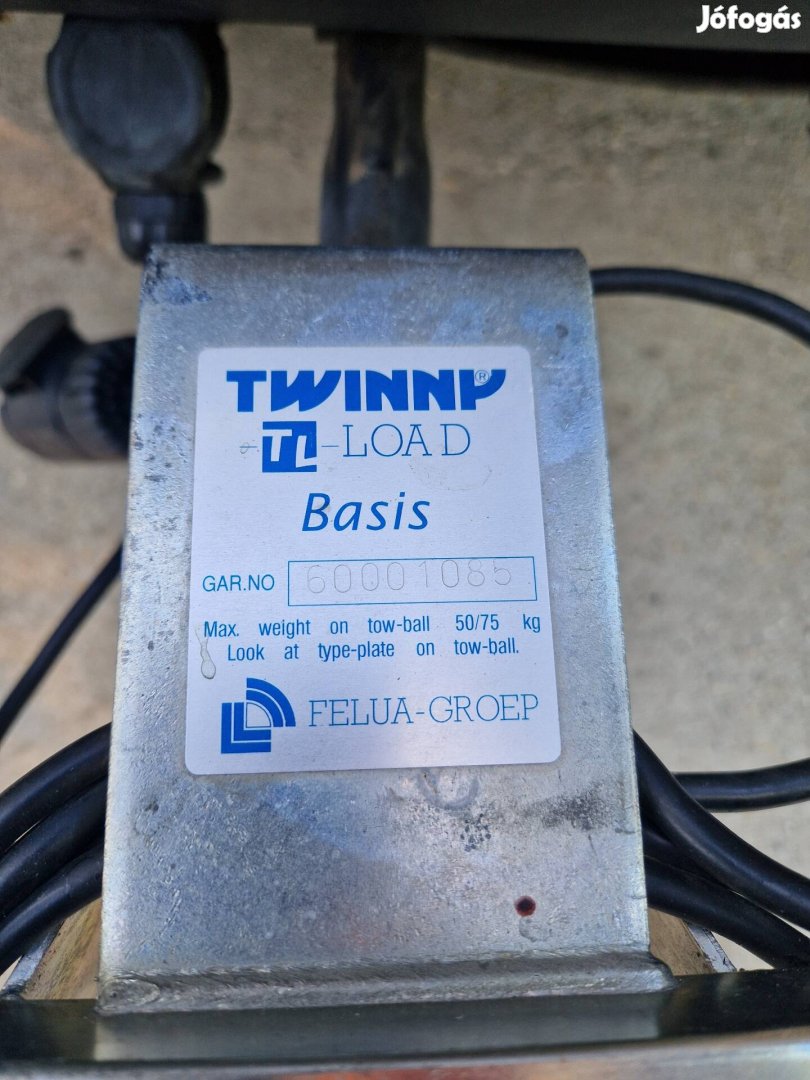 Jófogás
TWINNY®
-TL-LOAD
Basis
GAR.NO 60001085
Max. weight on tow-ball 50/75 kg
Look at type-plate on tow-ball.
FELUA-GROEP